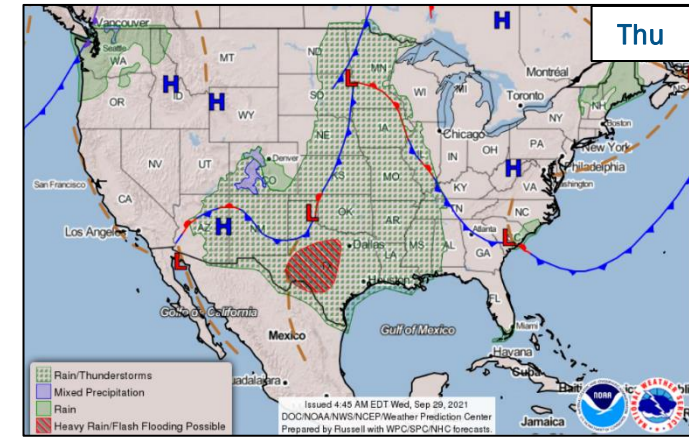 Thu
Vancouver
Seattle
WA
MT
ND
MN
Montréal
OR
ID
SD
WI
MI
Toronto
NH
NS
WY
IA
NY
Boston
NE
Chicago
New York
NV
UT
Denver
IN
OH
PA
Philadelphia
San Francisco
CO
KS
MO
KY
VA
Washington
CA
OK
TN
NC
Los Angeles
AZ
NM
AR
Atlanta
SC
Dallas
MS
AL
GA
TX
LA
Houston
FL
Golfo de California
Mexico
Gulf of Mexico
Miami
Havana
Cuba
Guadalajara
Haiti
Jamaica
H
H
H
H
H
L
L
L
L
Rain/Thunderstorms
Mixed Precipitation
Rain
Heavy Rain/Flash Flooding Possible
Issued 4:45 AM EDT Wed, Sep 29, 2021
DOC/NOAA/NWS/NCEP/Weather Prediction Center
Prepared by Russell with WPC/SPC/NHC forecasts.
NOAA